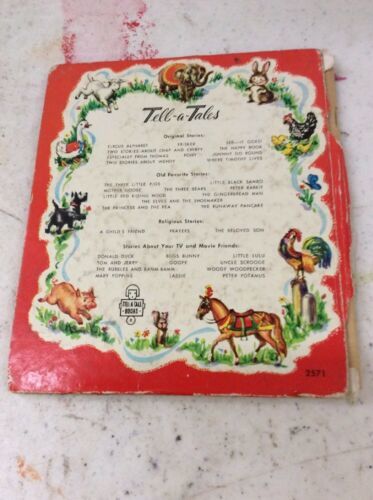 Tell-a-Tales
Original Stories:
CIRCUS ALPHABET FRISKER SEE-IT GOES!
TWO STORIES ABOUT CHAP AND CHIRPY THE HAPPY BOOK
ESPECIALLY FROM THOMAS PONY JOHNNY GO ROUND
TWO STORIES ABOUT WENDY WHERE TIMOTHY LIVES
Old Favorite Stories:
THE THREE LITTLE PIGS LITTLE BLACK SAMBO
MOTHER GOOSE THE THREE BEARS PETER RABBIT
LITTLE RED RIDING HOOD THE GINGERBREAD MAN
THE ELVES AND THE SHOEMAKER
THE PRINCESS AND THE PEA THE RUNAWAY PANCAKE
Religious Stories:
A CHILD'S FRIEND PRAYERS THE BELOVED SON
Stories About Your TV and Movie Friends:
DONALD DUCK BUGS BUNNY LITTLE LULU
TOM AND JERRY GOOFY UNCLE SCROOGE
THE RUBBLES AND BAMM-BAMM WOODY WOODPECKER
MARY POPPINS LASSIE PETER POTAMUS
TELL-A-TALE
BOOKS
2571